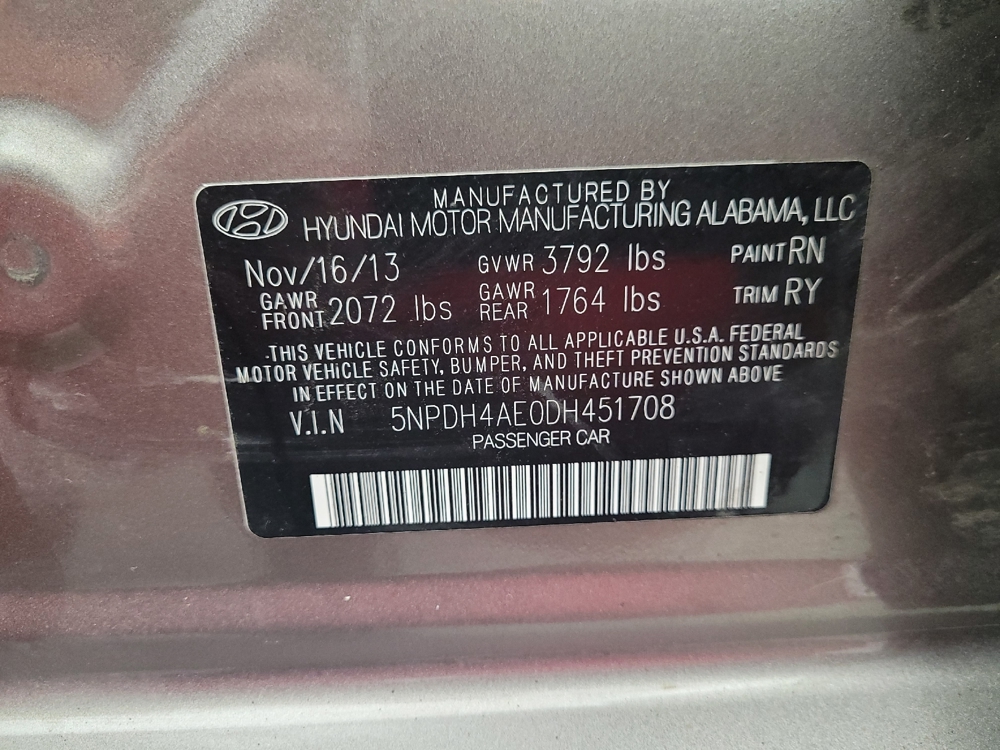 MANUFACTURED BY
HYUNDAI MOTOR MANUFACTURING ALABAMA, LLC
Nov/16/13 GVWR 3792 lbs PAINT RN
GAWR FRONT 2072 lbs GAWR REAR 1764 lbs TRIM RY
THIS VEHICLE CONFORMS TO ALL APPLICABLE U.S.A. FEDERAL
MOTOR VEHICLE SAFETY, BUMPER, AND THEFT PREVENTION STANDARDS
IN EFFECT ON THE DATE OF MANUFACTURE SHOWN ABOVE
V.I.N 5NPDH4AE0DH451708
PASSENGER CAR